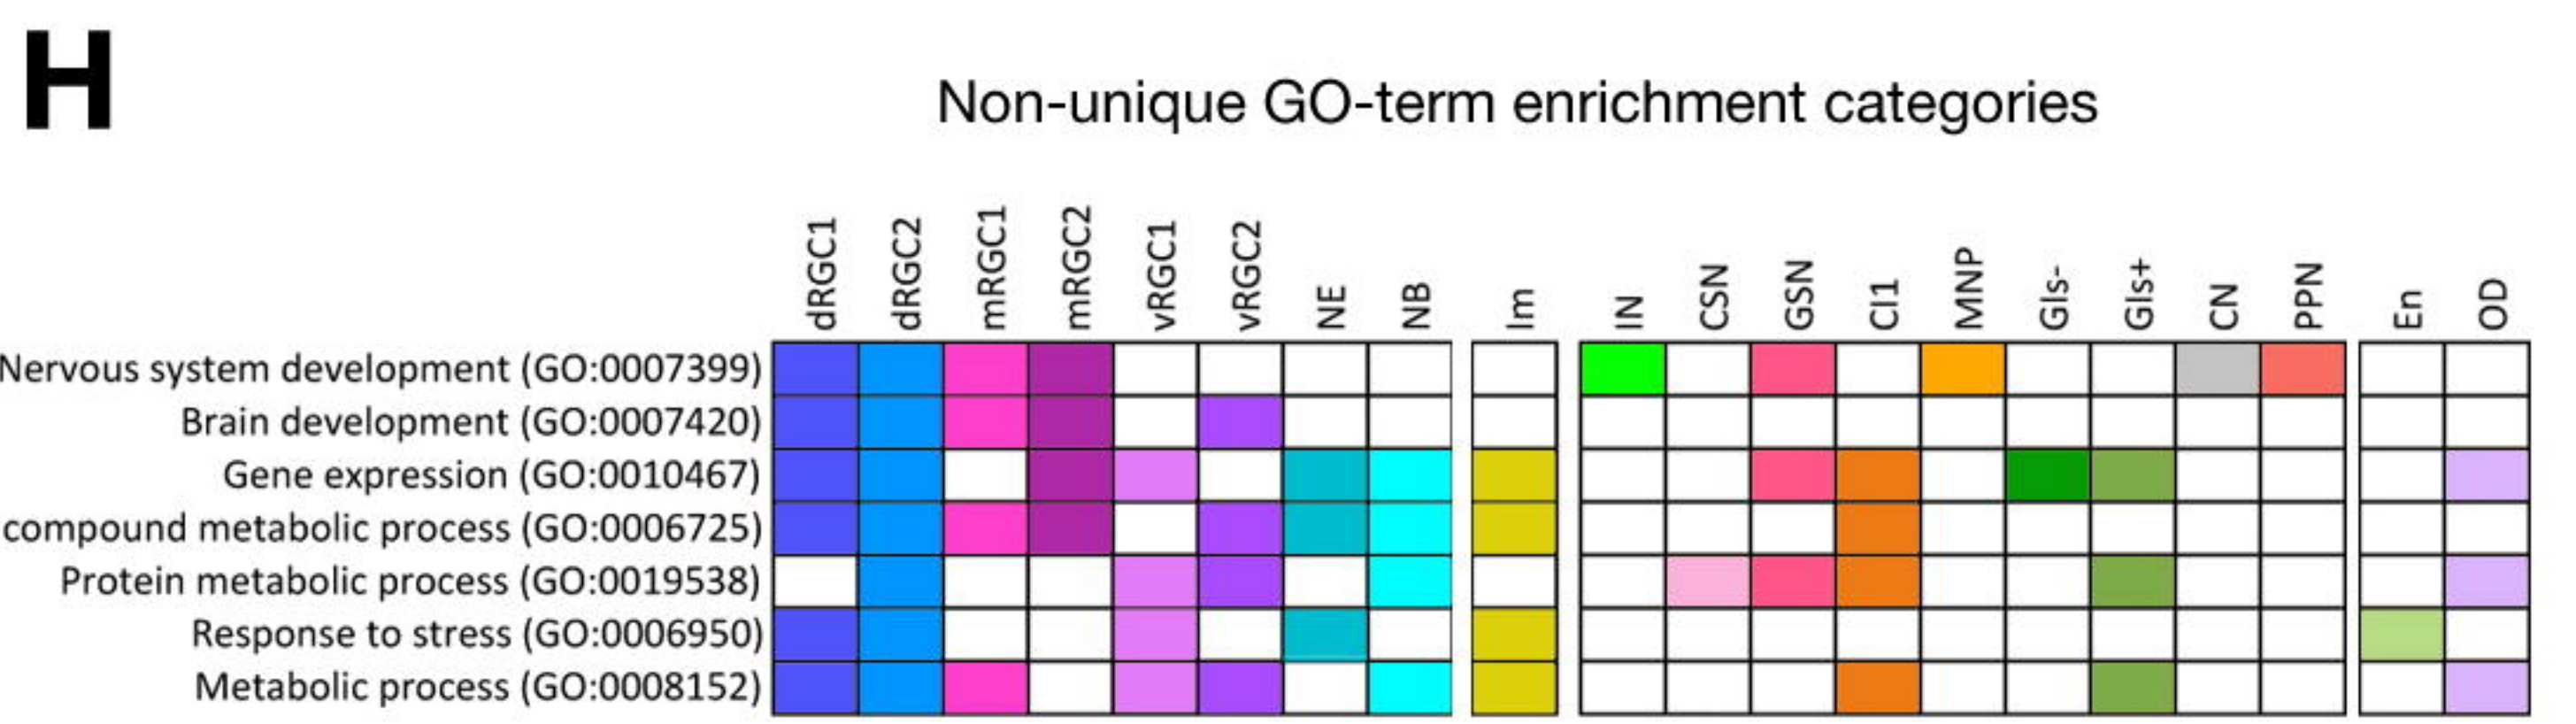 H
Non-unique GO-term enrichment categories
dRGC1 dRGC2 mRGC1 mRGC2 vRGC1 vRGC2 NE NB Im IN CSN GSN CI1 MNP Gls- Gls+ CN PPN En OD
Nervous system development (GO:0007399)
Brain development (GO:0007420)
Gene expression (GO:0010467)
compound metabolic process (GO:0006725)
Protein metabolic process (GO:0019538)
Response to stress (GO:0006950)
Metabolic process (GO:0008152)